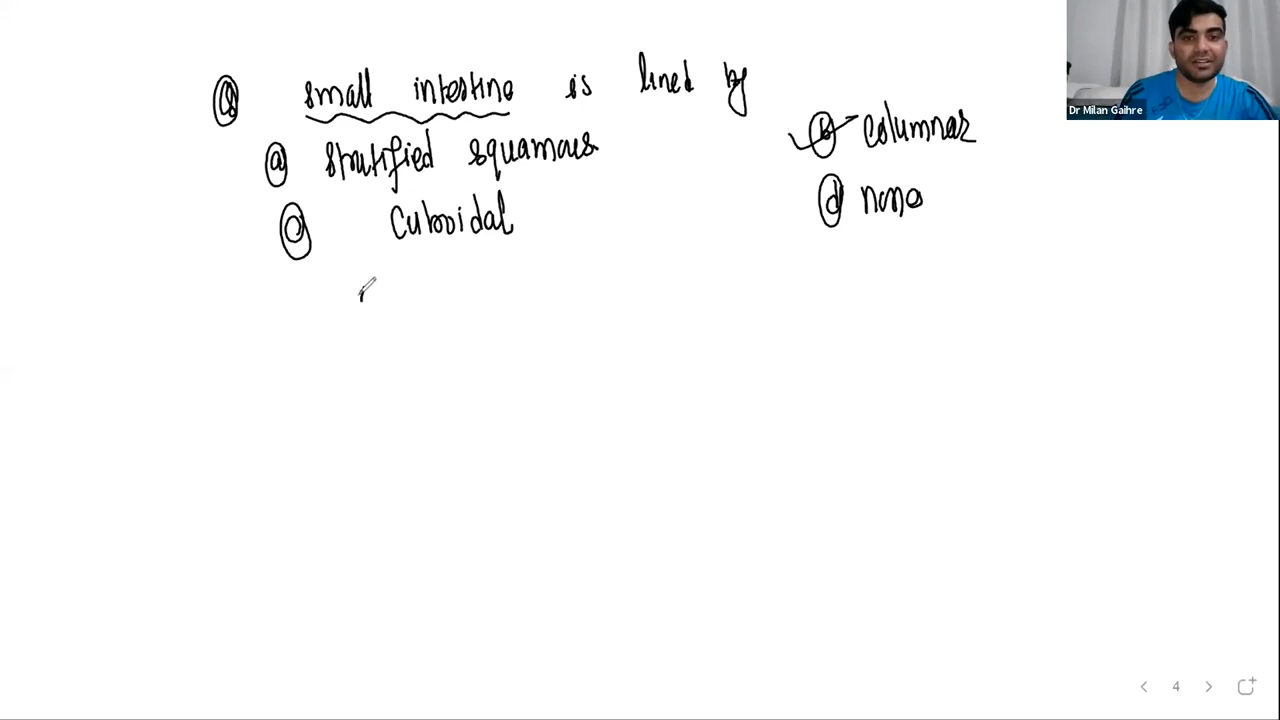 Q small intestine is lined by
a stratified squamous
b columnar
c cuboidal
d none
Dr Milan Gaihre
4